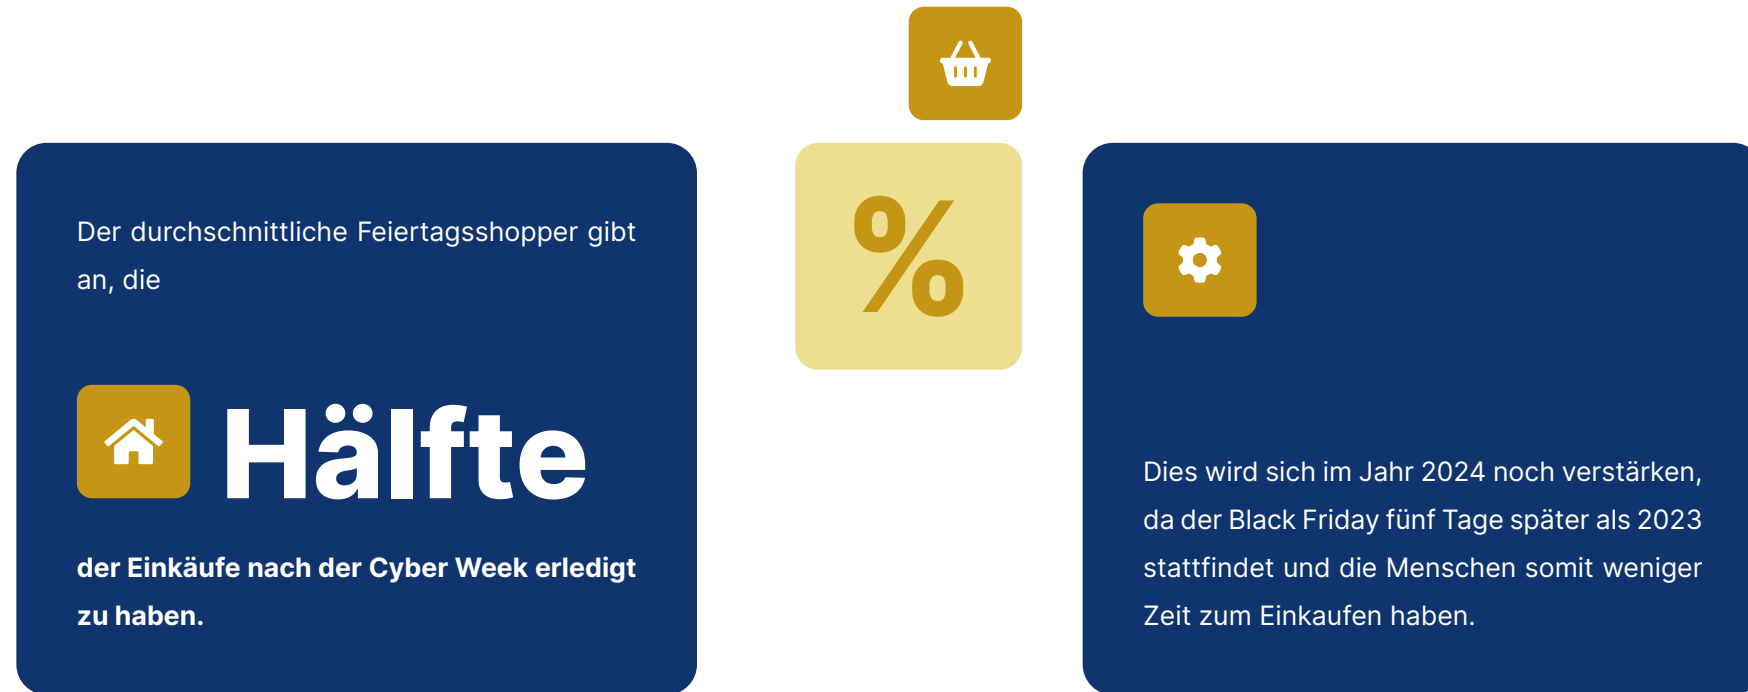 Der durchschnittliche Feiertagsshopper gibt
an, die
Hälfte
der Einkäufe nach der Cyber Week erledigt
zu haben.
%
Dies wird sich im Jahr 2024 noch verstärken,
da der Black Friday fünf Tage später als 2023
stattfindet und die Menschen somit weniger
Zeit zum Einkaufen haben.